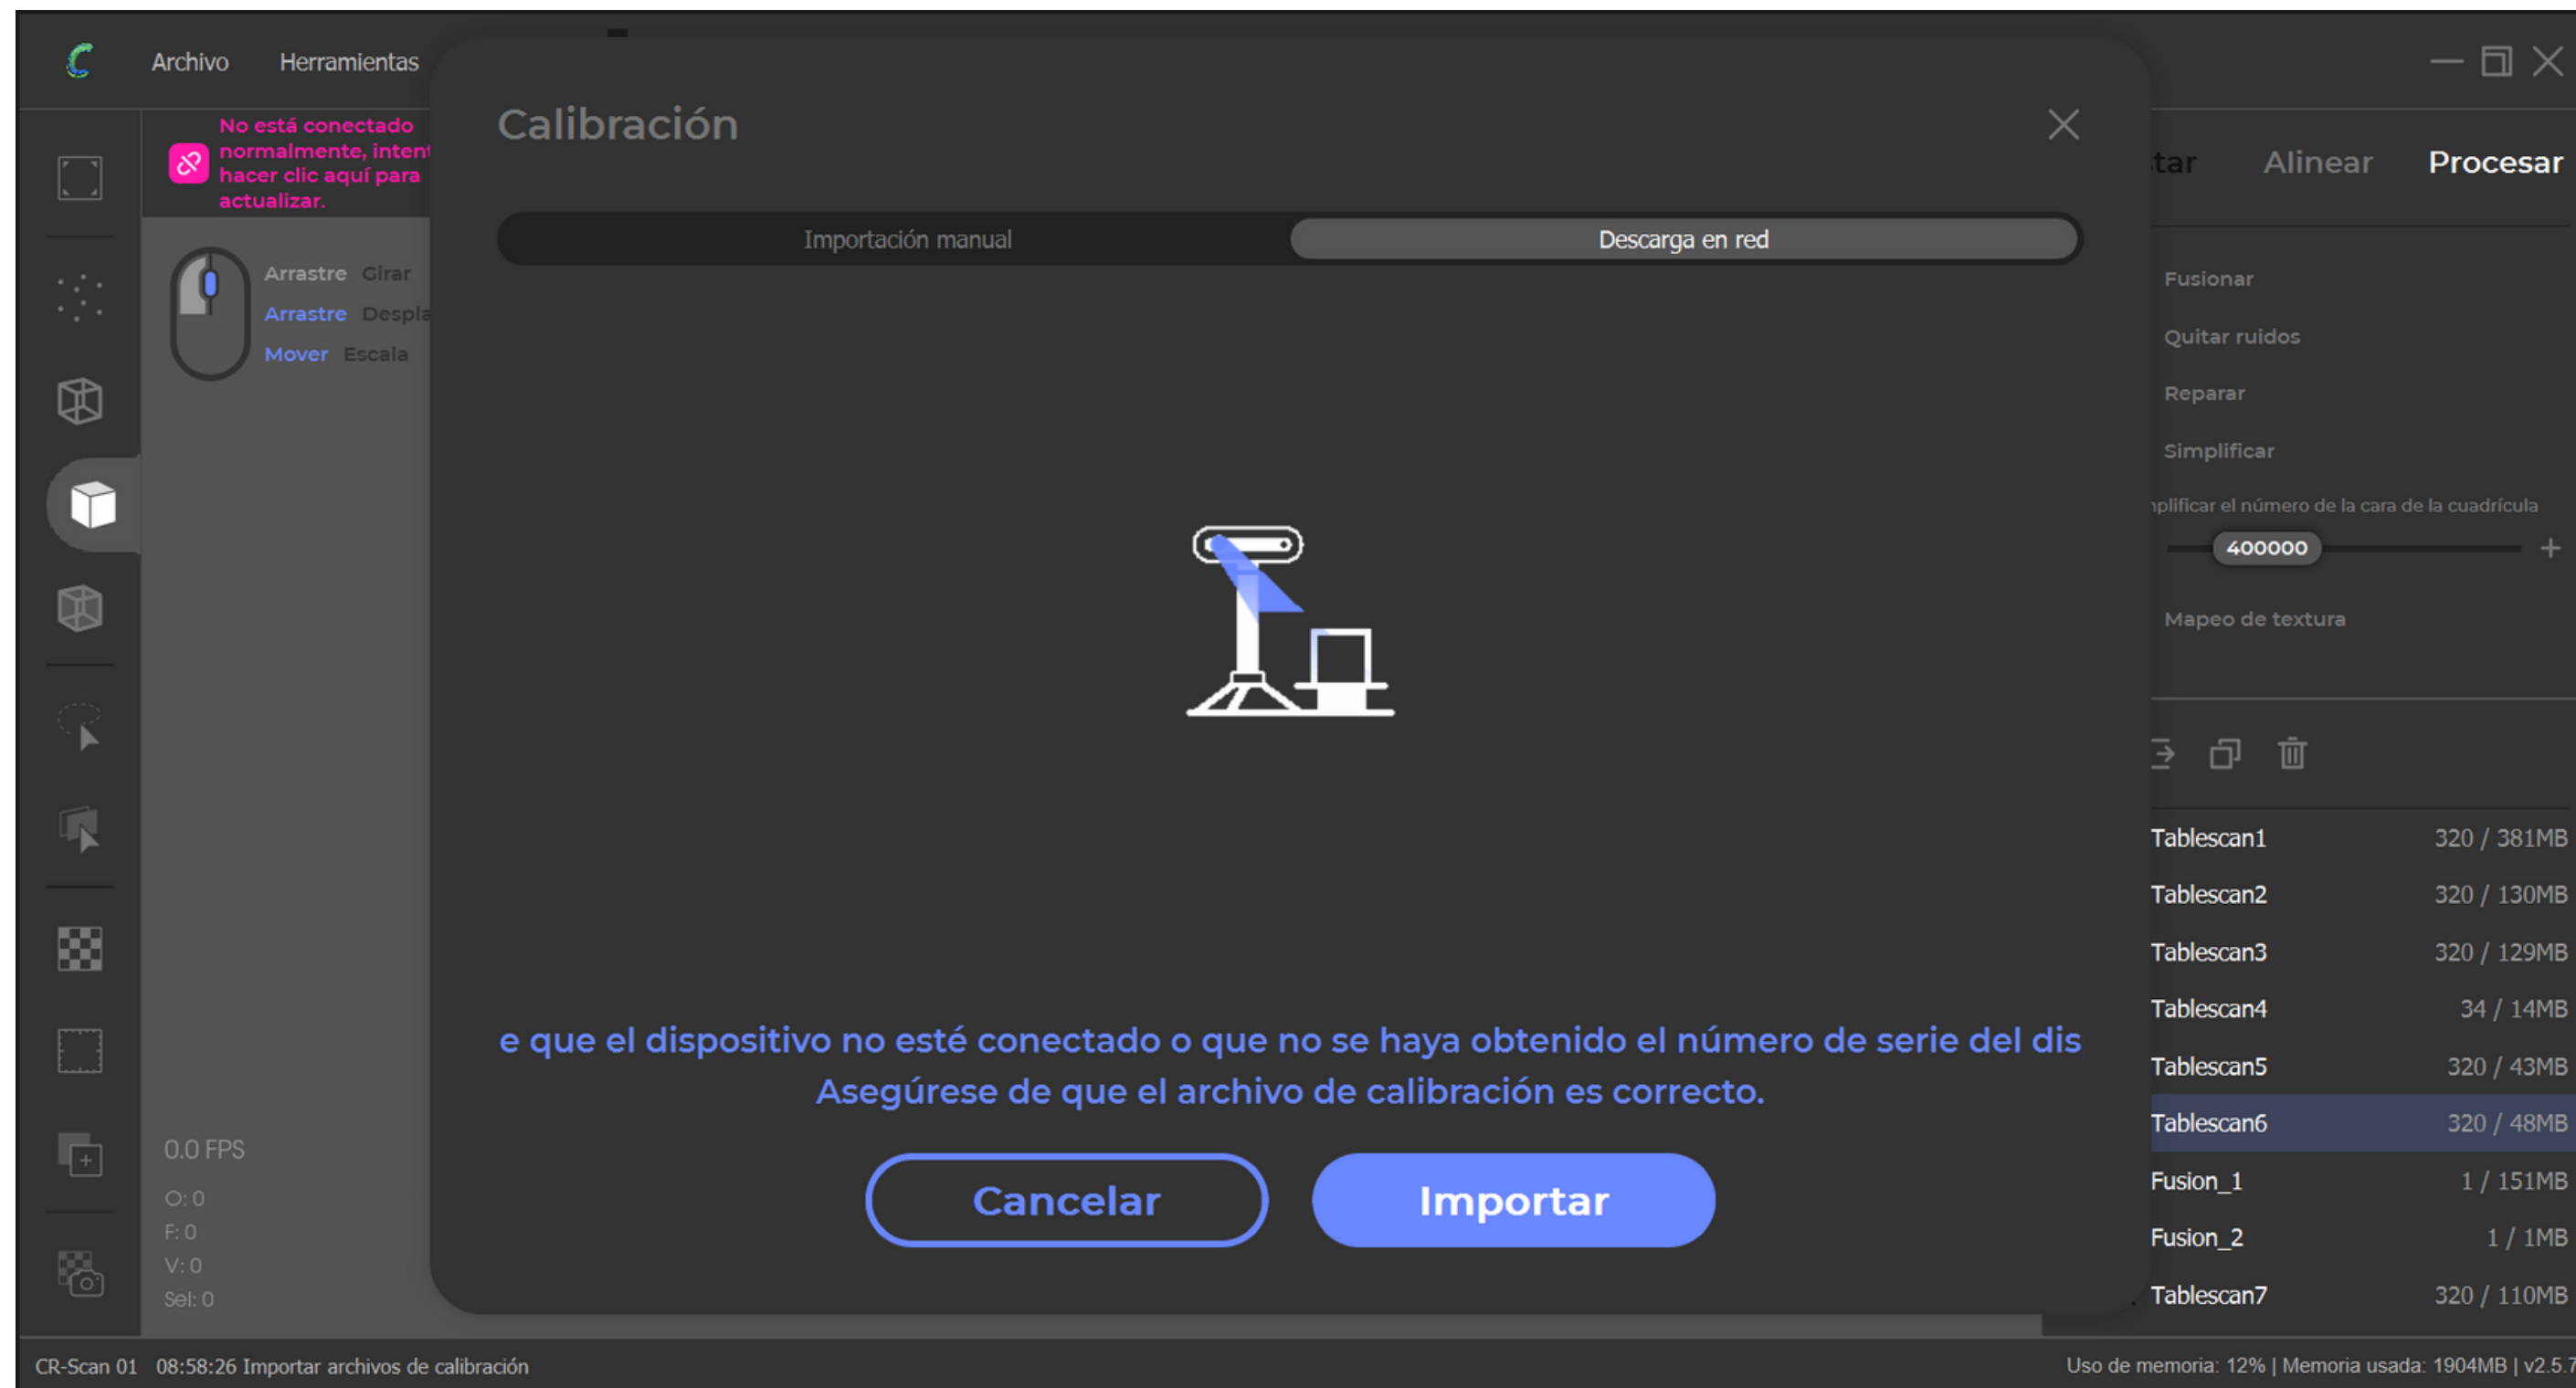 Archivo Herramientas
No está conectado
normalmente, intent
hacer clic aquí para
actualizar.
Arrastre Girar
Arrastre Despla
Mover Escala
Calibración
Importación manual Descarga en red
e que el dispositivo no esté conectado o que no se haya obtenido el número de serie del dis
Asegúrese de que el archivo de calibración es correcto.
Cancelar Importar
0.0 FPS
O: 0
F: 0
V: 0
Sel: 0
tar Alinear Procesar
Fusionar
Quitar ruidos
Reparar
Simplificar
plificar el número de la cara de la cuadrícula
400000 +
Mapeo de textura
Tablescan1 320 / 381MB
Tablescan2 320 / 130MB
Tablescan3 320 / 129MB
Tablescan4 34 / 14MB
Tablescan5 320 / 43MB
Tablescan6 320 / 48MB
Fusion_1 1 / 151MB
Fusion_2 1 / 1MB
Tablescan7 320 / 110MB
CR-Scan 01 08:58:26 Importar archivos de calibración
Uso de memoria: 12% | Memoria usada: 1904MB | v2.5.7